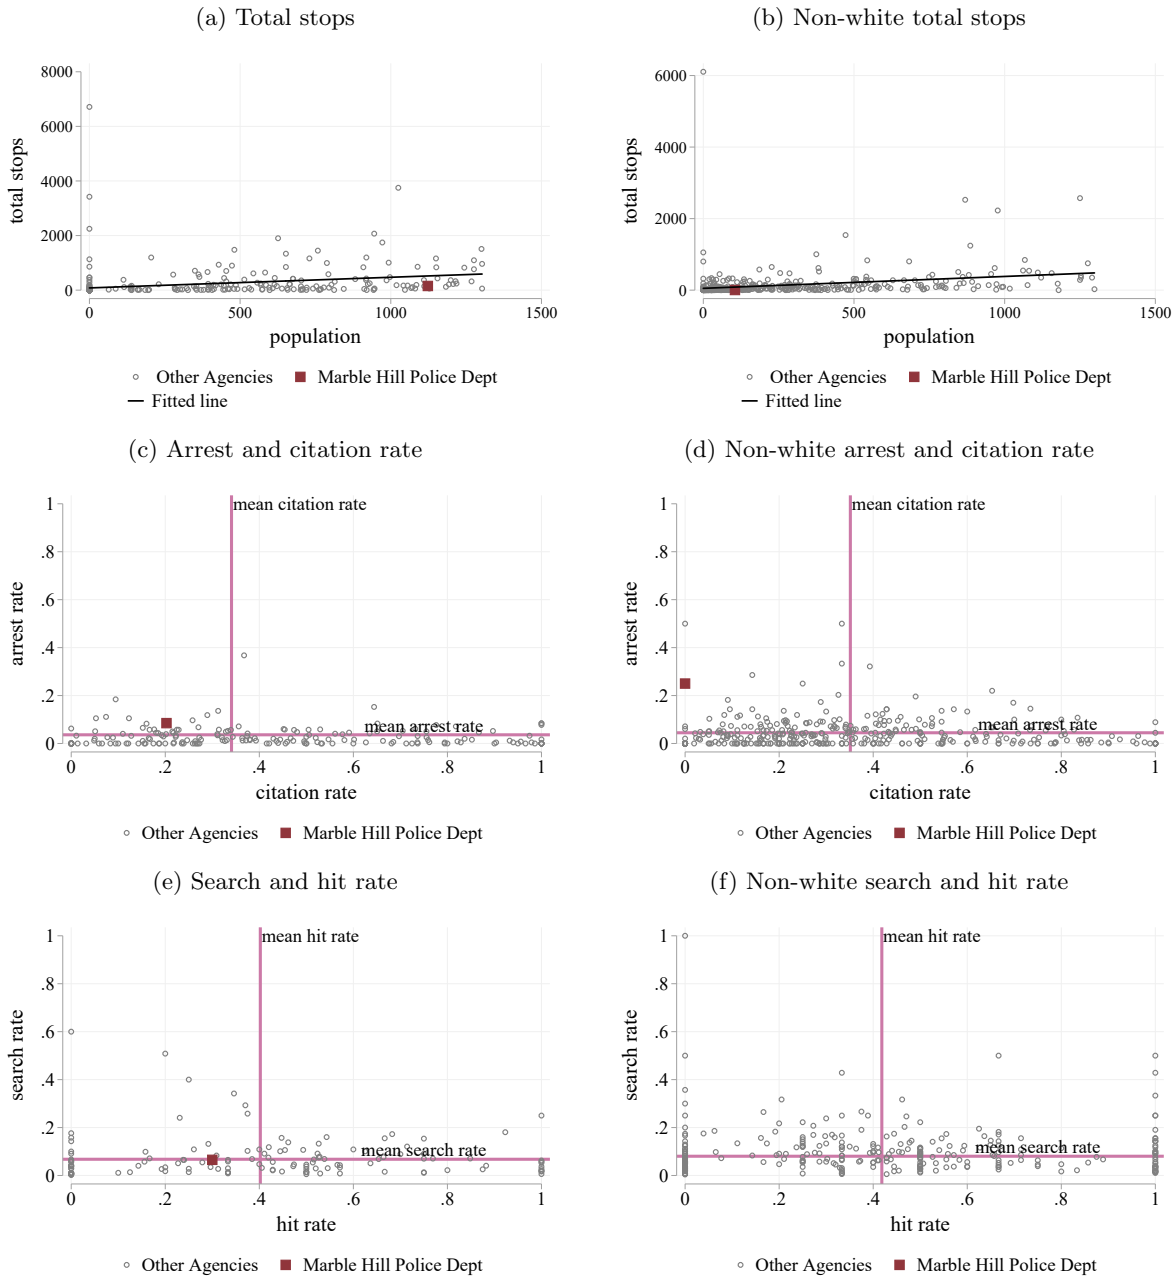 (a) Total stops
(b) Non-white total stops
8000
6000
4000
2000
0
total stops
0 500 1000 1500
population
Other Agencies Marble Hill Police Dept
Fitted line
6000
4000
2000
0
total stops
0 500 1000 1500
population
Other Agencies Marble Hill Police Dept
Fitted line
(c) Arrest and citation rate
(d) Non-white arrest and citation rate
1
.8
.6
.4
.2
0
arrest rate
mean citation rate
mean arrest rate
0 .2 .4 .6 .8 1
citation rate
Other Agencies Marble Hill Police Dept
1
.8
.6
.4
.2
0
arrest rate
mean citation rate
mean arrest rate
0 .2 .4 .6 .8 1
citation rate
Other Agencies Marble Hill Police Dept
(e) Search and hit rate
(f) Non-white search and hit rate
1
.8
.6
.4
.2
0
search rate
mean hit rate
mean search rate
0 .2 .4 .6 .8 1
hit rate
Other Agencies Marble Hill Police Dept
1
.8
.6
.4
.2
0
search rate
mean hit rate
mean search rate
0 .2 .4 .6 .8 1
hit rate
Other Agencies Marble Hill Police Dept